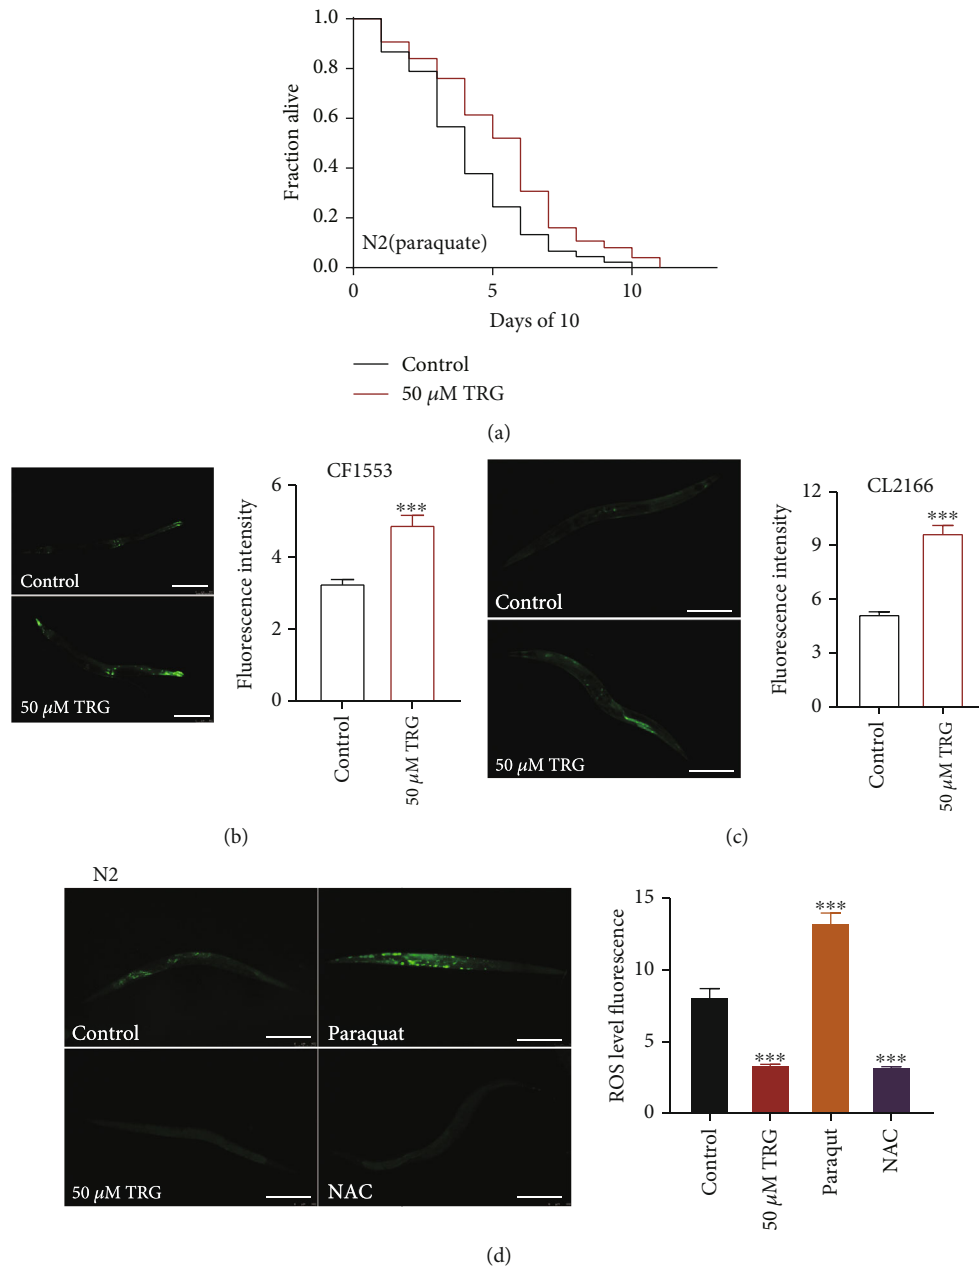 1.0
0.8
0.6
0.4
0.2
0.0
Fraction alive
N2(paraquate)
0
5
10
Days of 10
Control
50 μM TRG
(a)
Control
50 μM TRG
CF1553
6
4
2
0
Fluorescence intensity
***
Control
50 μM TRG
(b)
Control
50 μM TRG
CL2166
12
9
6
3
0
Fluorescence intensity
***
Control
50 μM TRG
(c)
N2
Control
Paraquat
50 μM TRG
NAC
15
10
5
0
ROS level fluorescence
***
***
***
Control
50 μM TRG
Paraqut
NAC
(d)